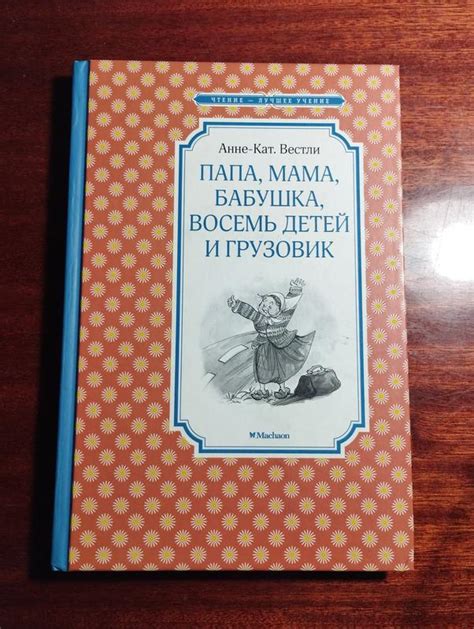 ЧТЕНИЕ – ЛУЧШЕЕ УЧЕНИЕ
Анне-Кат. Вестли
ПАПА, МАМА,
БАБУШКА,
ВОСЕМЬ ДЕТЕЙ
И ГРУЗОВИК
Machaon